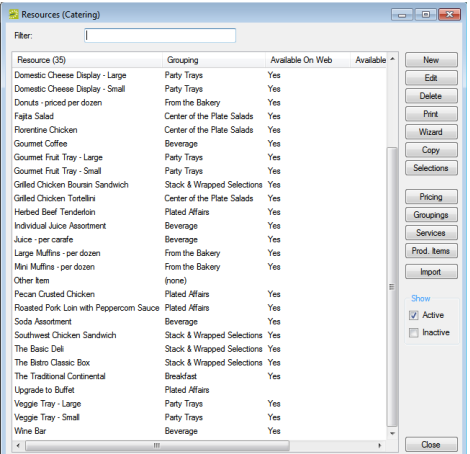 Resources (Catering)
Filter:
Resource (35) Grouping Available On Web Available
Domestic Cheese Display - Large Party Trays Yes
Domestic Cheese Display - Small Party Trays Yes
Donuts - priced per dozen From the Bakery Yes
Fajita Salad Center of the Plate Salads Yes
Florentine Chicken Center of the Plate Salads Yes
Gourmet Coffee Beverage Yes
Gourmet Fruit Tray - Large Party Trays Yes
Gourmet Fruit Tray - Small Party Trays Yes
Grilled Chicken Boursin Sandwich Stack & Wrapped Selections Yes
Grilled Chicken Tortellini Center of the Plate Salads Yes
Herbed Beef Tenderloin Plated Affairs Yes
Individual Juice Assortment Beverage Yes
Juice - per carafe Beverage Yes
Large Muffins - per dozen From the Bakery Yes
Mini Muffins - per dozen From the Bakery Yes
Other Item (none)
Pecan Crusted Chicken Plated Affairs Yes
Roasted Pork Loin with Peppercorn Sauce Plated Affairs Yes
Soda Assortment Beverage Yes
Southwest Chicken Sandwich Stack & Wrapped Selections Yes
The Basic Deli Stack & Wrapped Selections Yes
The Bistro Classic Box Stack & Wrapped Selections Yes
The Traditional Continental Breakfast Yes
Upgrade to Buffet Plated Affairs
Veggie Tray - Large Party Trays Yes
Veggie Tray - Small Party Trays Yes
Wine Bar Beverage Yes
New
Edit
Delete
Print
Wizard
Copy
Selections
Pricing
Groupings
Services
Prod. Items
Import
Show
Active
Inactive
Close